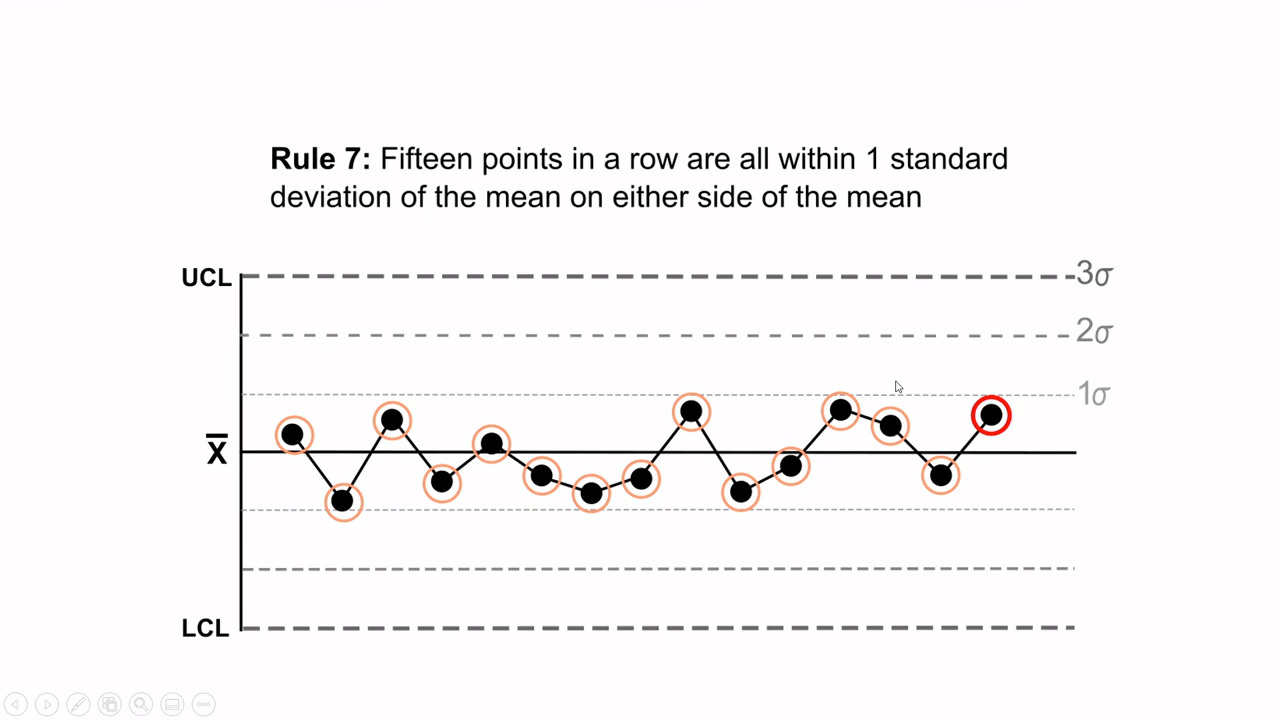 Rule 7: Fifteen points in a row are all within 1 standard
deviation of the mean on either side of the mean
UCL
3σ
2σ
1σ
X̅
LCL